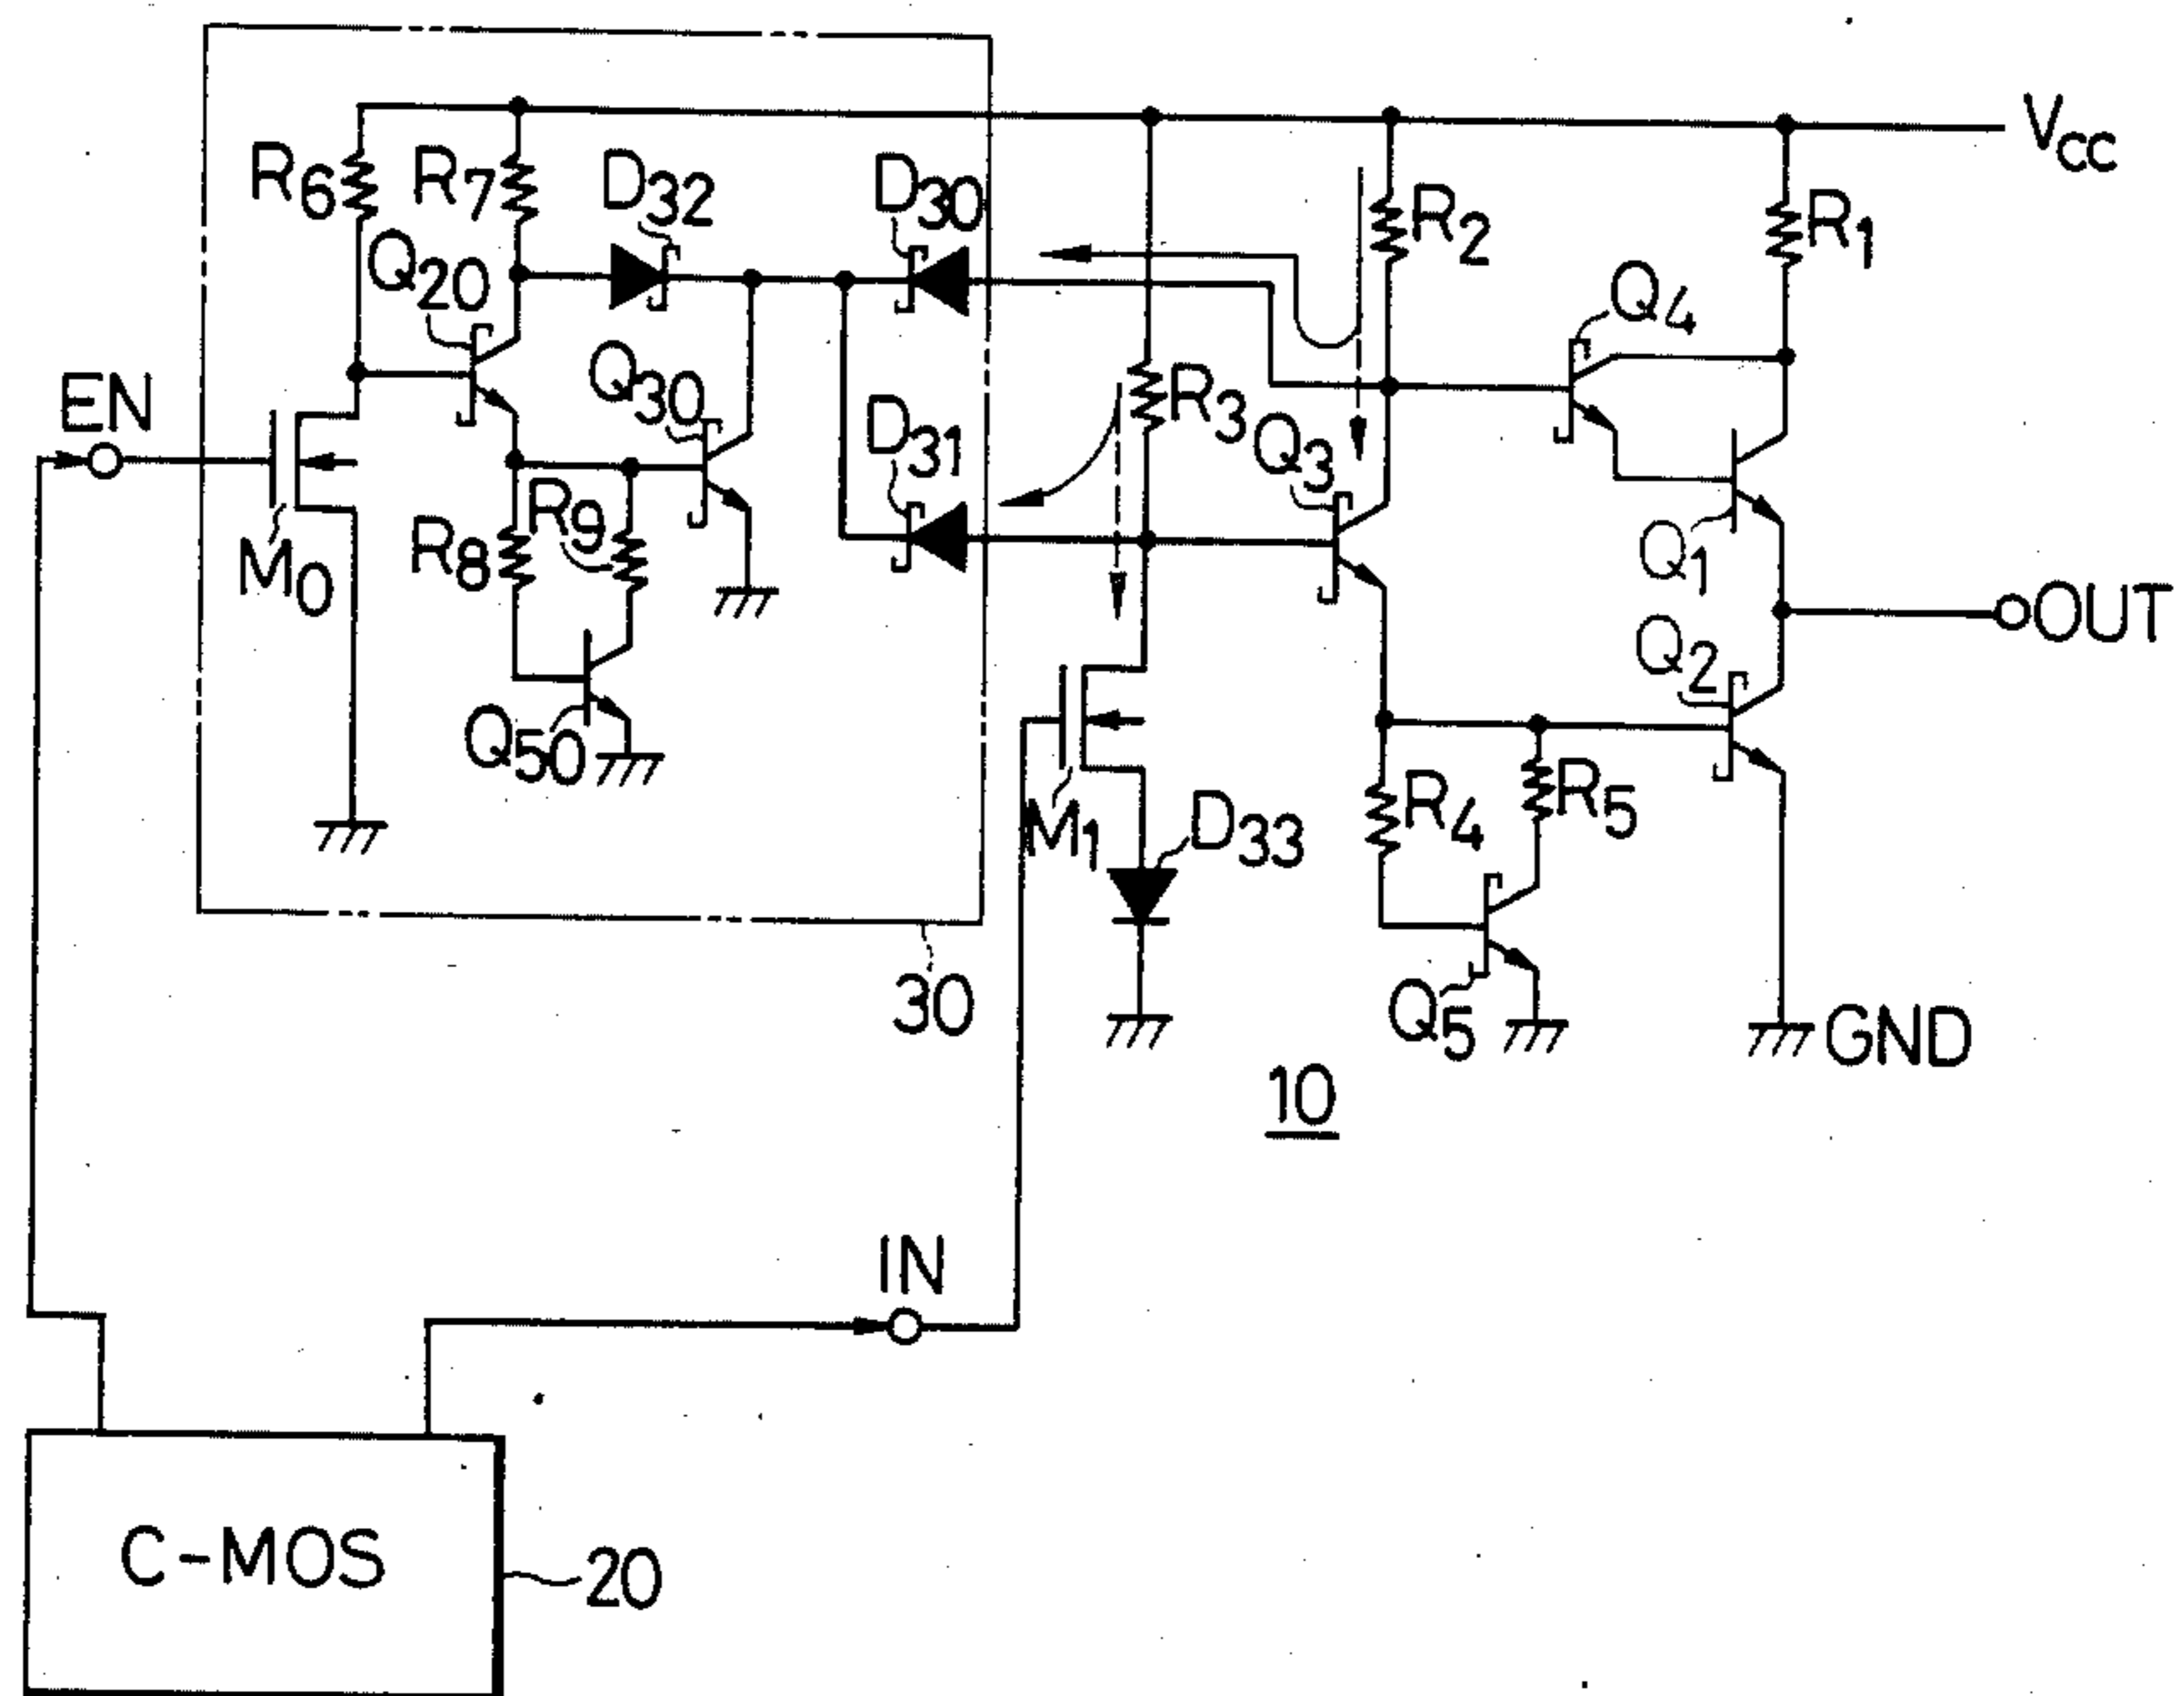 VCC
R6
R7
D32
D30
R2
R1
Q20
Q4
EN
Q30
D31
R3
Q3
M0
R8
R9
Q1
OUT
Q2
Q50
M1
D33
R4
R5
30
Q5
GND
10
IN
C-MOS
20